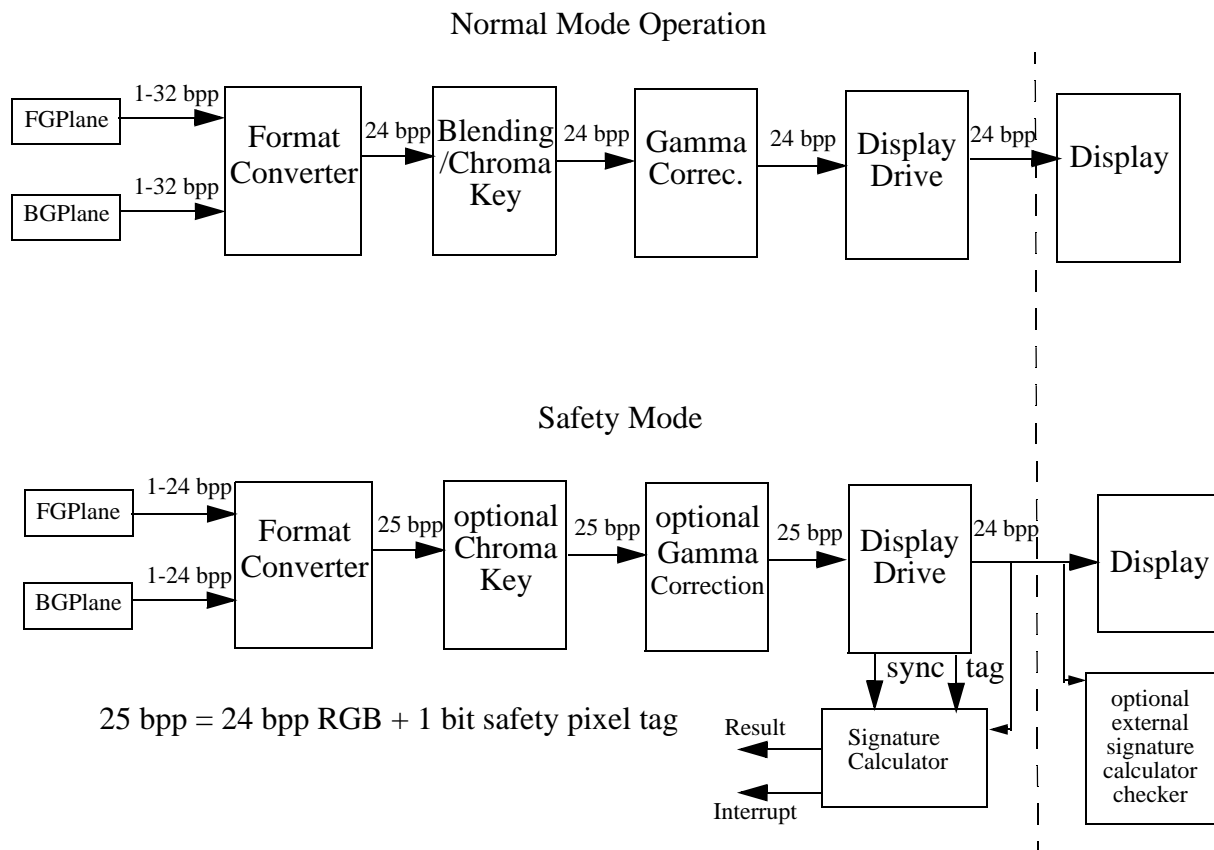 Normal Mode Operation
FGPlane
1-32 bpp
BGPlane
1-32 bpp
Format
Converter
24 bpp
Blending
/Chroma
Key
24 bpp
Gamma
Correc.
24 bpp
Display
Drive
24 bpp
Display
Safety Mode
FGPlane
1-24 bpp
BGPlane
1-24 bpp
Format
Converter
25 bpp
optional
Chroma
Key
25 bpp
optional
Gamma
Correction
25 bpp
Display
Drive
24 bpp
Display
sync
tag
25 bpp = 24 bpp RGB + 1 bit safety pixel tag
Result
Interrupt
Signature
Calculator
optional
external
signature
calculator
checker